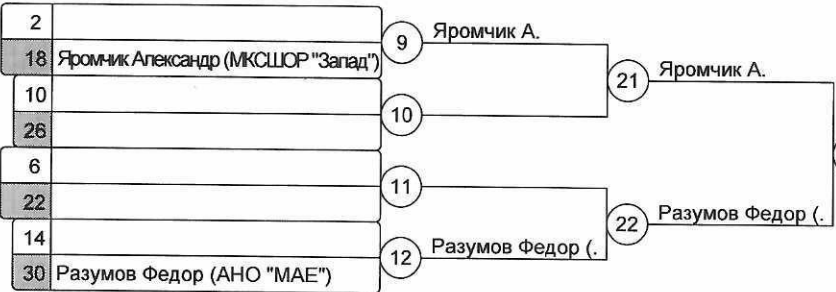 2
9
Яромчик А.
18 Яромчик Александр (МКСШОР "Запад")
21
Яромчик А.
10
10
26
6
11
22
22
Разумов Федор (.
14
12
Разумов Федор (.
30 Разумов Федор (АНО "МАЕ")